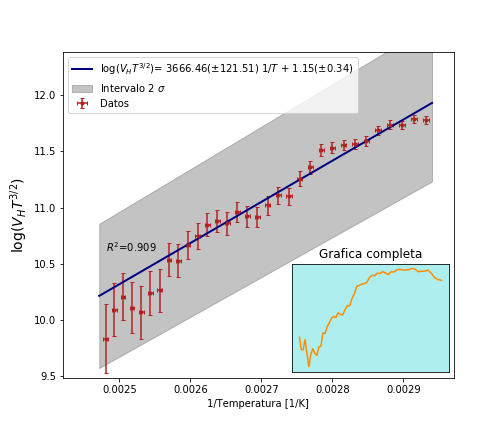 log(V_H T^{3/2})= 3666.46(±121.51) 1/T + 1.15(±0.34)
Intervalo 2 σ
Datos
log(V_H T^{3/2})
12.0
11.5
11.0
10.5
10.0
9.5
R²=0.909
Grafica completa
0.0025 0.0026 0.0027 0.0028 0.0029
1/Temperatura [1/K]